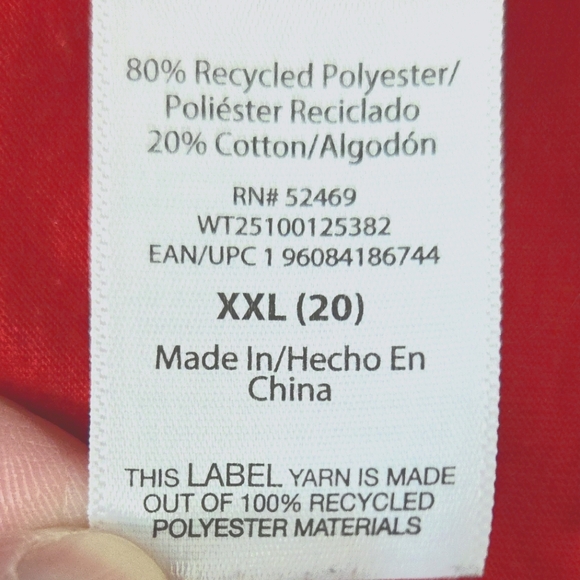 80% Recycled Polyester/
Poliéster Reciclado
20% Cotton/Algodón
RN# 52469
WT25100125382
EAN/UPC 1 96084186744
XXL (20)
Made In/Hecho En
China
THIS LABEL YARN IS MADE
OUT OF 100% RECYCLED
POLYESTER MATERIALS